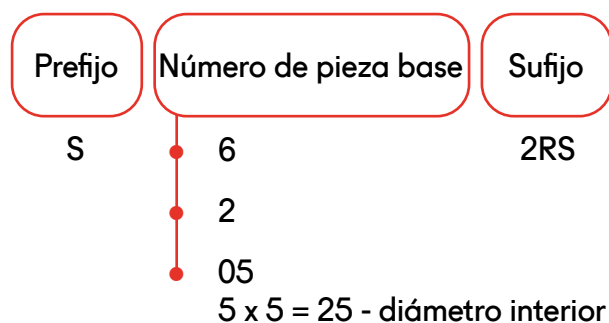 Prefijo Número de pieza base Sufijo
S 6 2RS
2
05
5 x 5 = 25 - diámetro interior